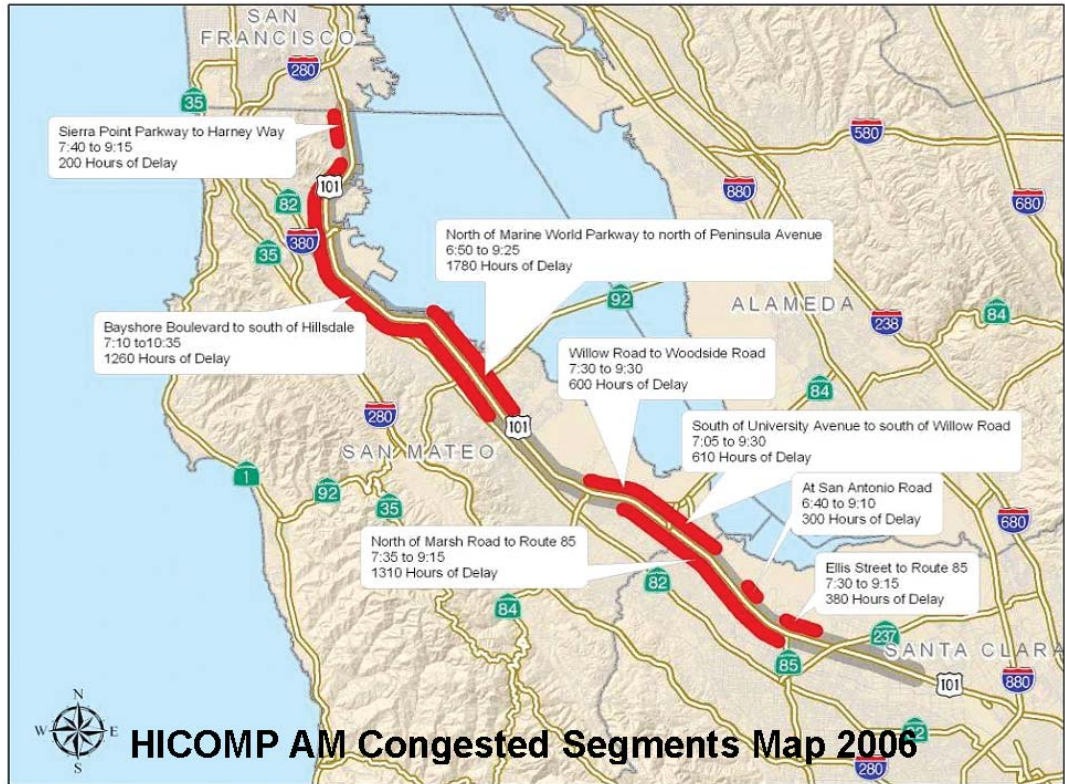 SAN
FRANCISCO
280
35
Sierra Point Parkway to Harney Way
7:40 to 9:15
200 Hours of Delay
580
880
680
101
82
380
35
North of Marine World Parkway to north of Peninsula Avenue
6:50 to 9:25
1780 Hours of Delay
92
ALAMEDA
84
238
Bayshore Boulevard to south of Hillsdale
7:10 to10:35
1260 Hours of Delay
Willow Road to Woodside Road
7:30 to 9:30
600 Hours of Delay
84
280
101
SAN MATEO
South of University Avenue to south of Willow Road
7:05 to 9:30
610 Hours of Delay
1
92
35
At San Antonio Road
6:40 to 9:10
300 Hours of Delay
680
North of Marsh Road to Route 85
7:35 to 9:15
1310 Hours of Delay
82
84
Ellis Street to Route 85
7:30 to 9:15
380 Hours of Delay
237
SANTA CLARA
85
101
880
N
W
E
S
HICOMP AM Congested Segments Map 2006
280